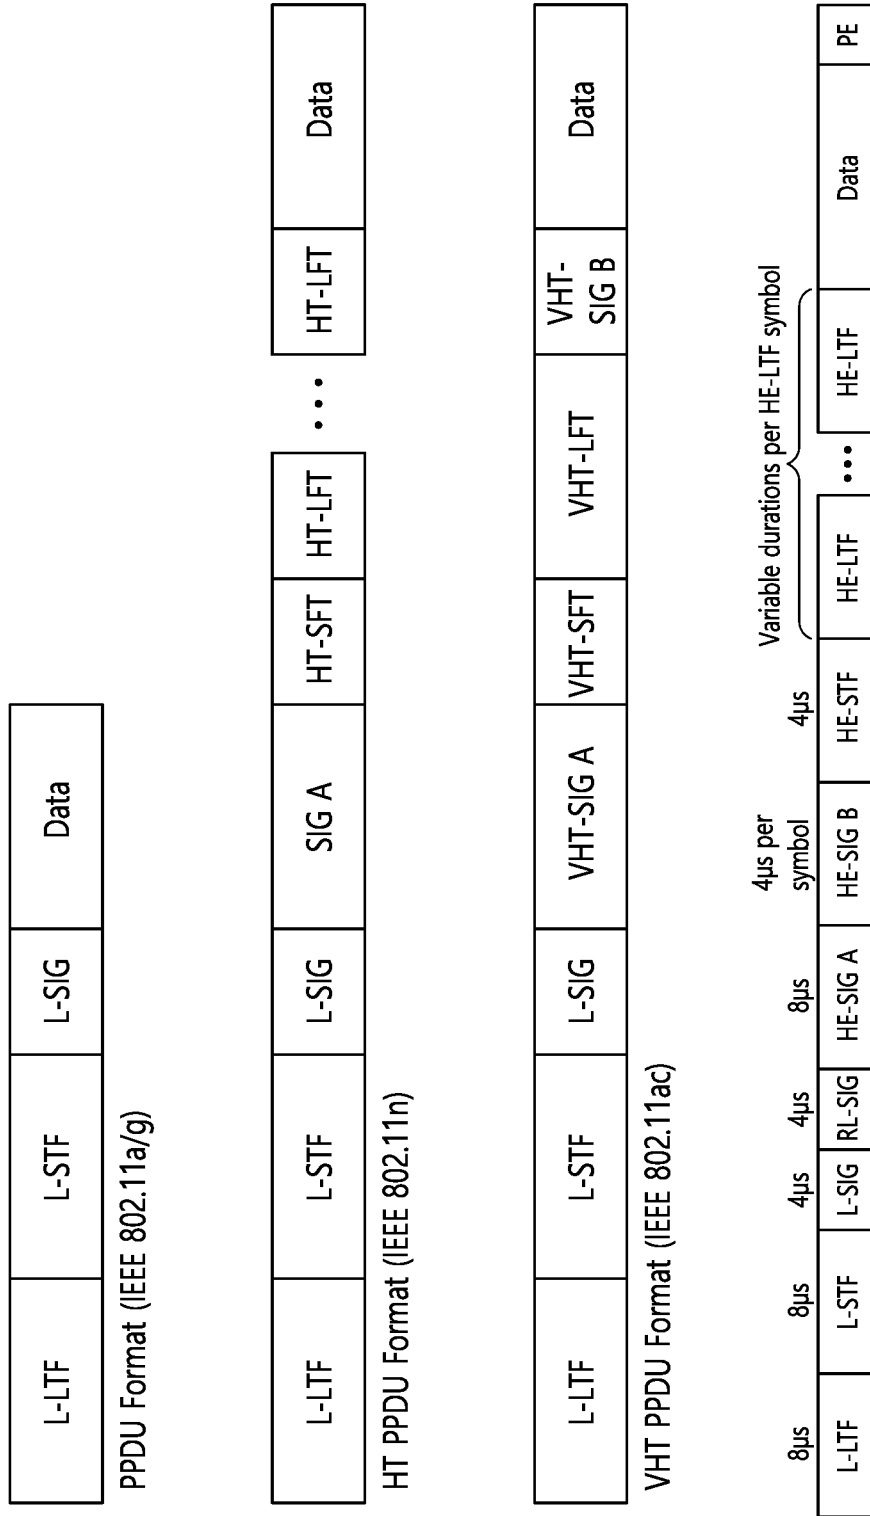 L-LTF
L-STF
L-SIG
Data
PPDU Format (IEEE 802.11a/g)
L-LTF
L-STF
L-SIG
SIG A
HT-SFT
HT-LFT
• • •
HT-LFT
Data
HT PPDU Format (IEEE 802.11n)
L-LTF
L-STF
L-SIG
VHT-SIG A
VHT-SFT
VHT-LFT
VHT-
SIG B
Data
VHT PPDU Format (IEEE 802.11ac)
8μs
8μs
4μs
4μs
8μs
4μs per
symbol
4μs
Variable durations per HE-LTF symbol
L-LTF
L-STF
L-SIG
RL-SIG
HE-SIG A
HE-SIG B
HE-STF
HE-LTF
•••
HE-LTF
Data
PE